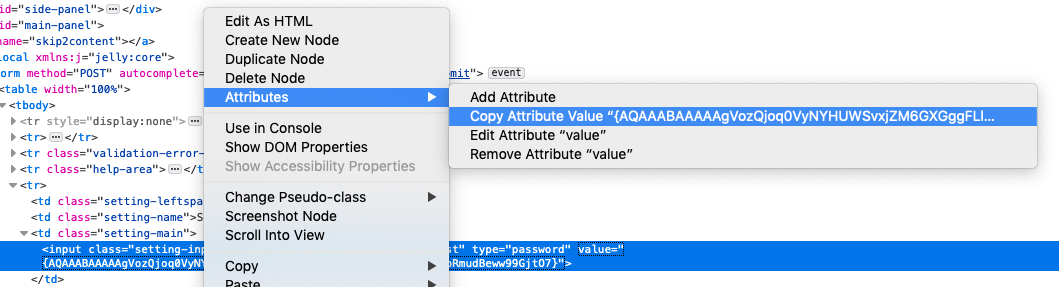 id="side-panel">⋯</div>
id="main-panel">
name="skip2content"></a>
local xmlns:j="jelly:core">
orm method="POST" autocomplete= mit"> event
<table width="100%">
<tbody>
<tr style="display:none">⋯
<tr>⋯</tr>
<tr class="validation-error-
<tr class="help-area">⋯</t
<tr>
<td class="setting-leftspa
<td class="setting-name">S
<td class="setting-main">
<input class="setting-inp st" type="password" value="
{AQAAABAAAAAgVozQjoq0VyNY RmudBeww99GjtO7}">
</td>
Edit As HTML
Create New Node
Duplicate Node
Delete Node
Attributes
Use in Console
Show DOM Properties
Show Accessibility Properties
Change Pseudo-class
Screenshot Node
Scroll Into View
Copy
Paste
Add Attribute
Copy Attribute Value “{AQAAABAAAAAgVozQjoq0VyNYHUWSvxjZM6GXGggFLI...
Edit Attribute “value”
Remove Attribute “value”